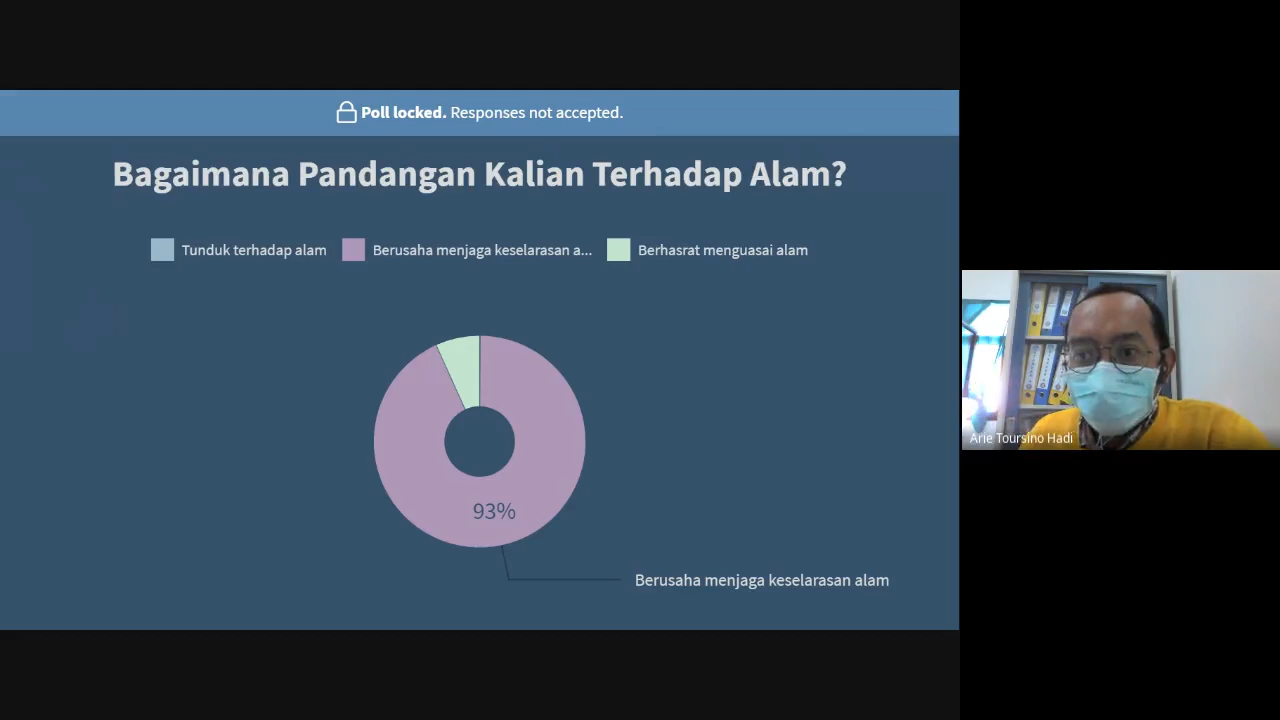 Poll locked. Responses not accepted.
Bagaimana Pandangan Kalian Terhadap Alam?
Tunduk terhadap alam
Berusaha menjaga keselarasan a...
Berhasrat menguasai alam
93%
Berusaha menjaga keselarasan alam
Arie Toursino Hadi